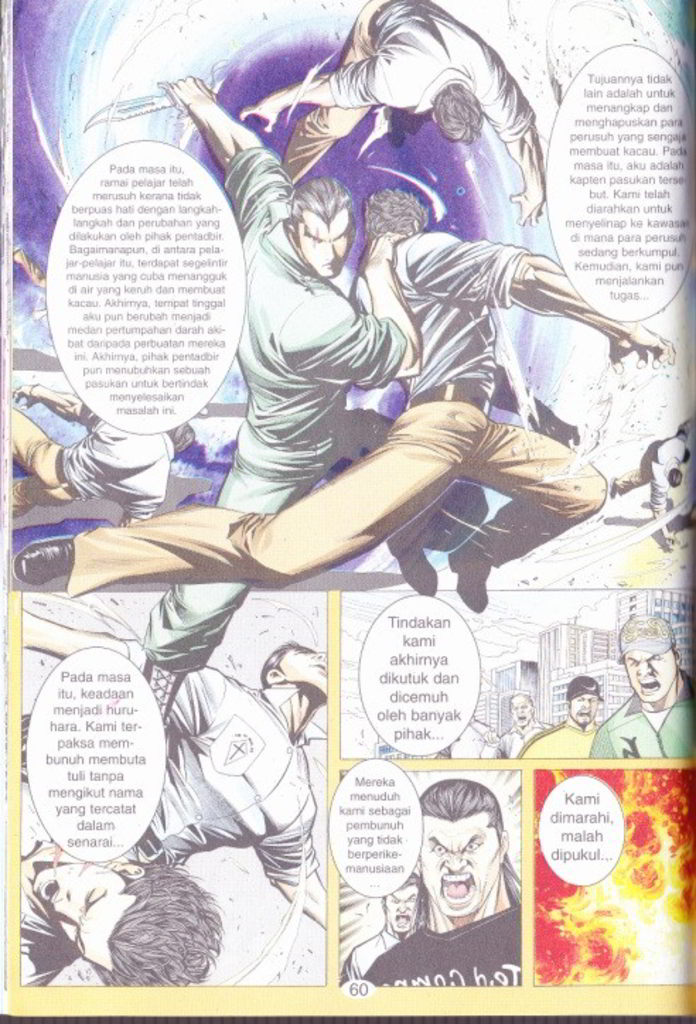 Pada masa itu,
ramai pelajar telah
merusuh kerana tidak
berpuas hati dengan langkah-
langkah dan perubahan yang
dilakukan oleh pihak pentadbir.
Bagaimanapun, di antara pela-
jar-pelajar itu, terdapat segelintir
manusia yang cuba menangguk
di air yang keruh dan membuat
kacau. Akhirnya, tempat tinggal
aku pun berubah menjadi
medan pertumpahan darah aki-
bat daripada perbuatan mereka
ini. Akhirnya, pihak pentadbir
pun menubuhkan sebuah
pasukan untuk bertindak
menyelesaikan
masalah ini.
Tujuannya tidak
lain adalah untuk
menangkap dan
menghapuskan para
perusuh yang sengaja
membuat kacau. Pada
masa itu, aku adalah
kapten pasukan terse-
but. Kami telah
diarahkan untuk
menyelinap ke kawasan
di mana para perusuh
sedang berkumpul.
Kemudian, kami pun
menjalankan
tugas...
Pada masa
itu, keadaan
menjadi huru-
hara. Kami ter-
paksa mem-
bunuh membuta
tuli tanpa
mengikut nama
yang tercatat
dalam
senarai...
Tindakan
kami
akhirnya
dikutuk dan
dicemuh
oleh banyak
pihak...
N
Mereka
menuduh
kami sebagai
pembunuh
yang tidak
berperike-
manusiaan
...
Kami
dimarahi,
malah
dipukul...
60